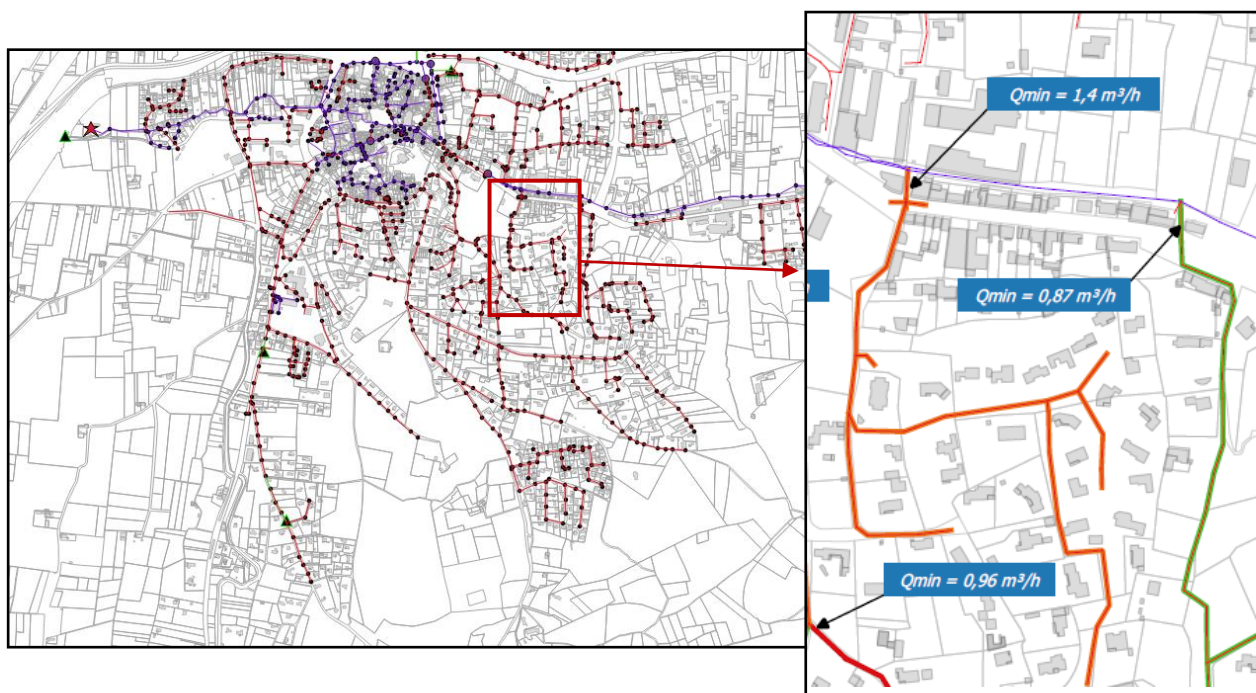 Qmin = 1,4 m³/h
Qmin = 0,87 m³/h
Qmin = 0,96 m³/h